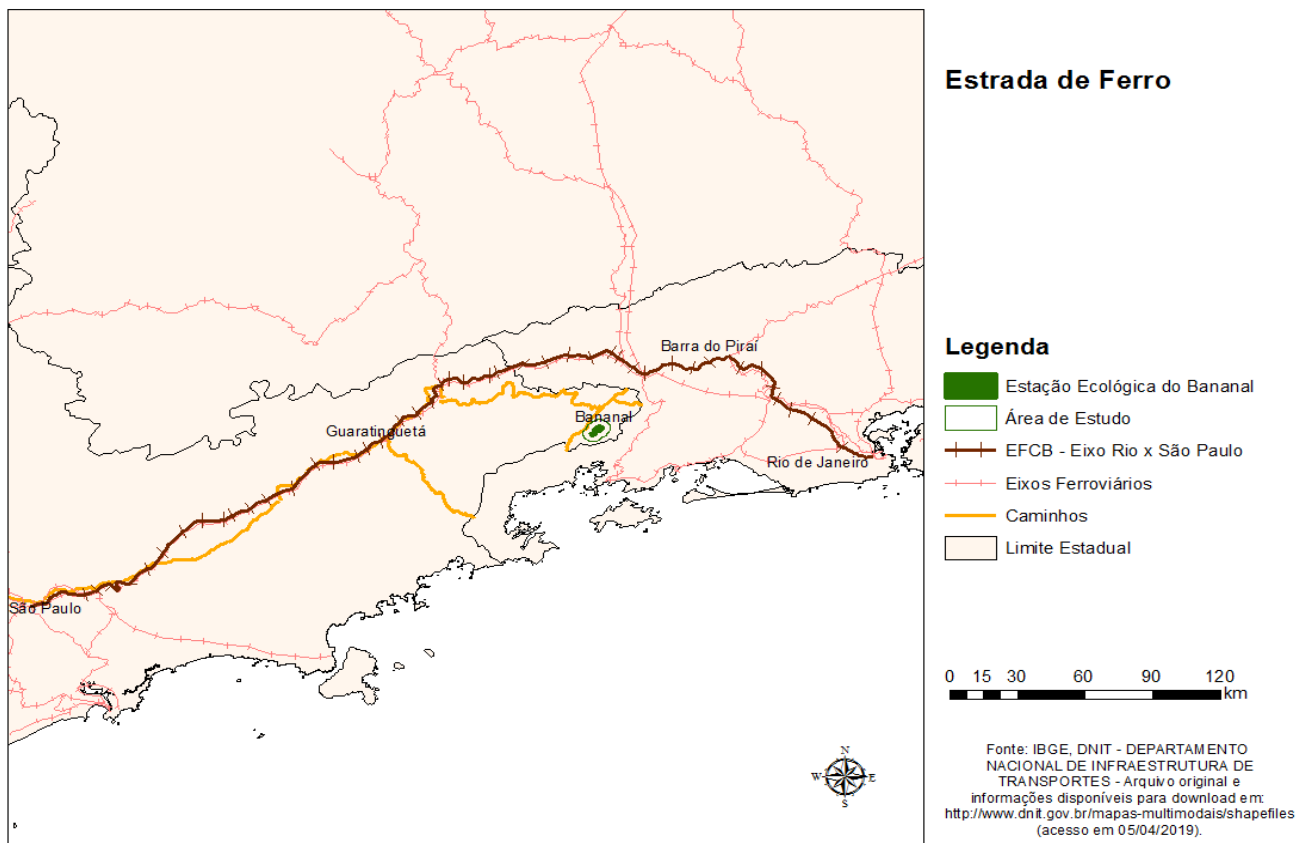 Estrada de Ferro
Barra do Piraí
Bananal
Guaratinguetá
Rio de Janeiro
São Paulo
N
W
E
S
Legenda
Estação Ecológica do Bananal
Área de Estudo
EFCB - Eixo Rio x São Paulo
Eixos Ferroviários
Caminhos
Limite Estadual
0 15 30 60 90 120
km
Fonte: IBGE, DNIT - DEPARTAMENTO
NACIONAL DE INFRAESTRUTURA DE
TRANSPORTES - Arquivo original e
informações disponíveis para download em:
http://www.dnit.gov.br/mapas-multimodais/shapefiles
(acesso em 05/04/2019).